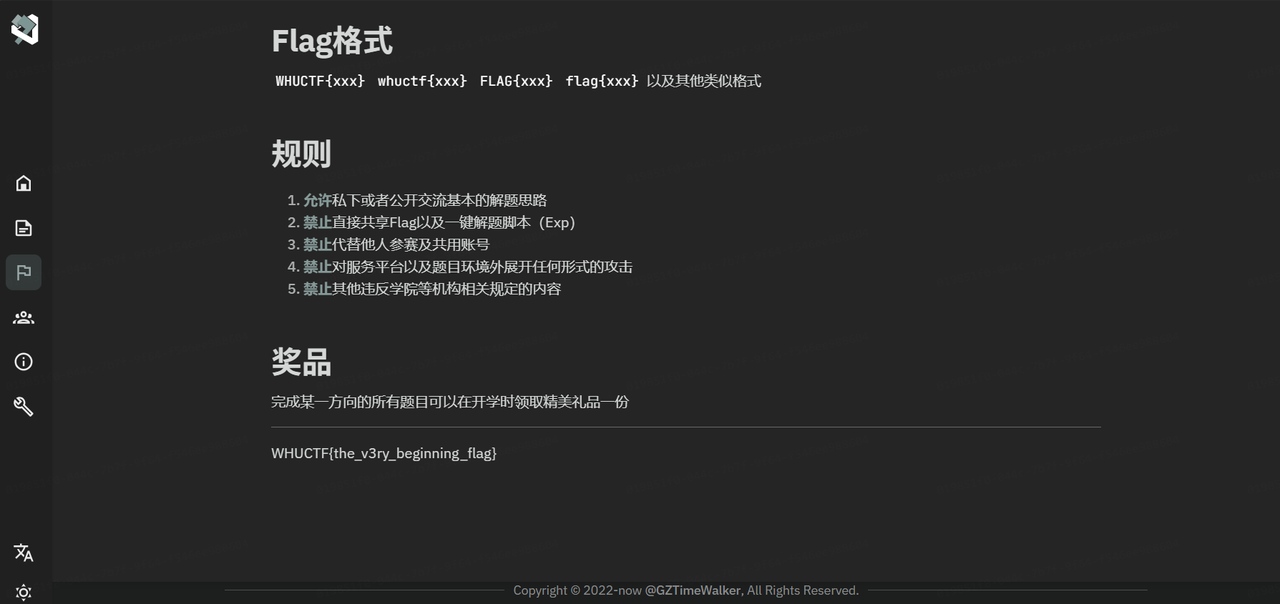 Flag格式
WHUCTF{xxx} whuctf{xxx} FLAG{xxx} flag{xxx} 以及其他类似格式
规则
1. 允许私下或者公开交流基本的解题思路
2. 禁止直接共享Flag以及一键解题脚本（Exp）
3. 禁止代替他人参赛及共用账号
4. 禁止对服务平台以及题目环境外展开任何形式的攻击
5. 禁止其他违反学院等机构相关规定的内容
奖品
完成某一方向的所有题目可以在开学时领取精美礼品一份
WHUCTF{the_v3ry_beginning_flag}
Copyright © 2022-now @GZTimeWalker, All Rights Reserved.